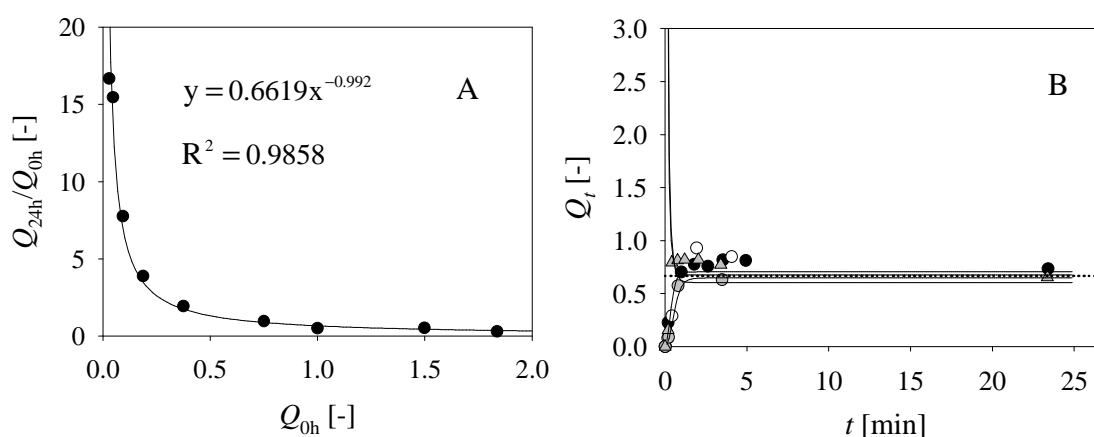 A
y = 0.6619x^−0.992
R² = 0.9858
Q24h/Q0h [-]
20
15
10
5
0
0.0 0.5 1.0 1.5 2.0
Q0h [-]
B
Qt [-]
3.0
2.5
2.0
1.5
1.0
0.5
0.0
0 5 10 15 20 25
t [min]